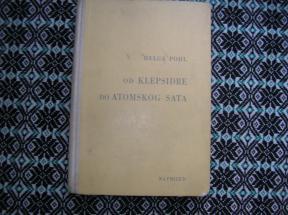 HELGA POHL
OD KLEPSIDRE
DO ATOMSKOG SATA
NAPRIJED